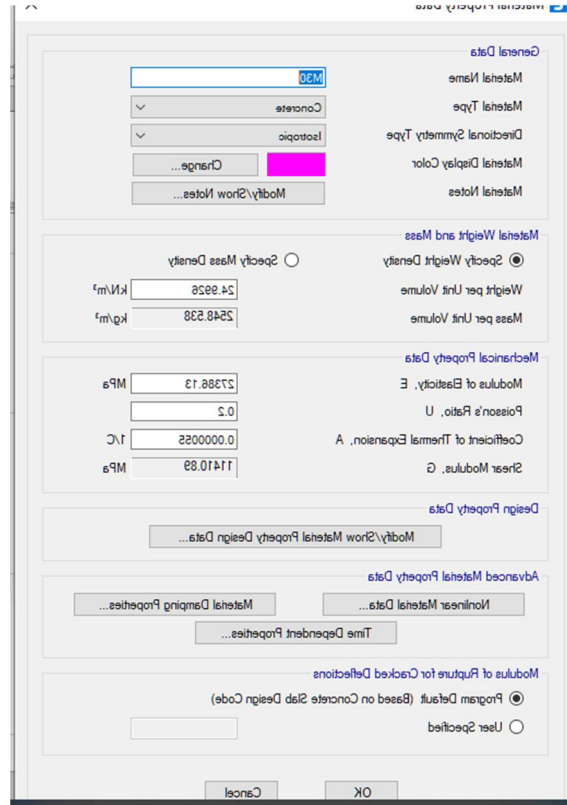 Material Property Data
General Data
Material Name M30
Material Type Concrete
Directional Symmetry Type Isotropic
Material Display Color Change...
Material Notes Modify/Show Notes...
Material Weight and Mass
Specify Weight Density Specify Mass Density
Weight per Unit Volume 24.9926 kN/m³
Mass per Unit Volume 2548.538 kg/m³
Mechanical Property Data
Modulus of Elasticity, E 27386.13 MPa
Poisson's Ratio, U 0.2
Coefficient of Thermal Expansion, A 0.0000055 1/C
Shear Modulus, G 11410.89 MPa
Design Property Data
Modify/Show Material Property Design Data...
Advanced Material Property Data
Nonlinear Material Data... Material Damping Properties...
Time Dependent Properties...
Modulus of Rupture for Cracked Deflections
Program Default (Based on Concrete Slab Design Code)
User Specified
OK Cancel